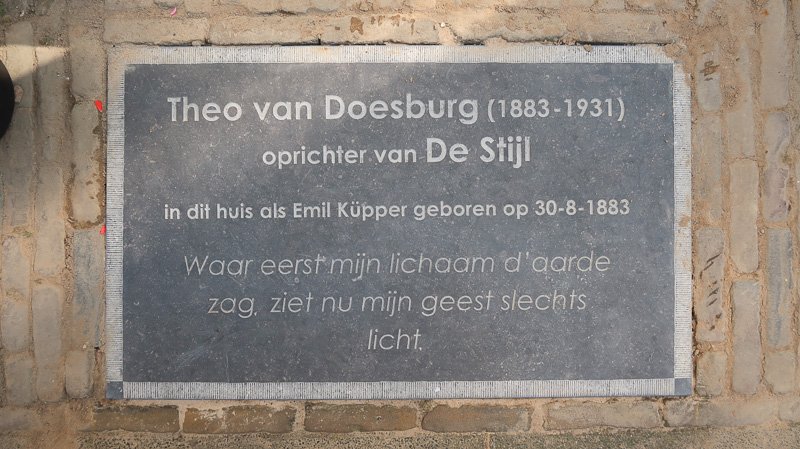 Theo van Doesburg (1883-1931)
oprichter van De Stijl
in dit huis als Emil Küpper geboren op 30-8-1883
Waar eerst mijn lichaam d'aarde
zag, ziet nu mijn geest slechts
licht.